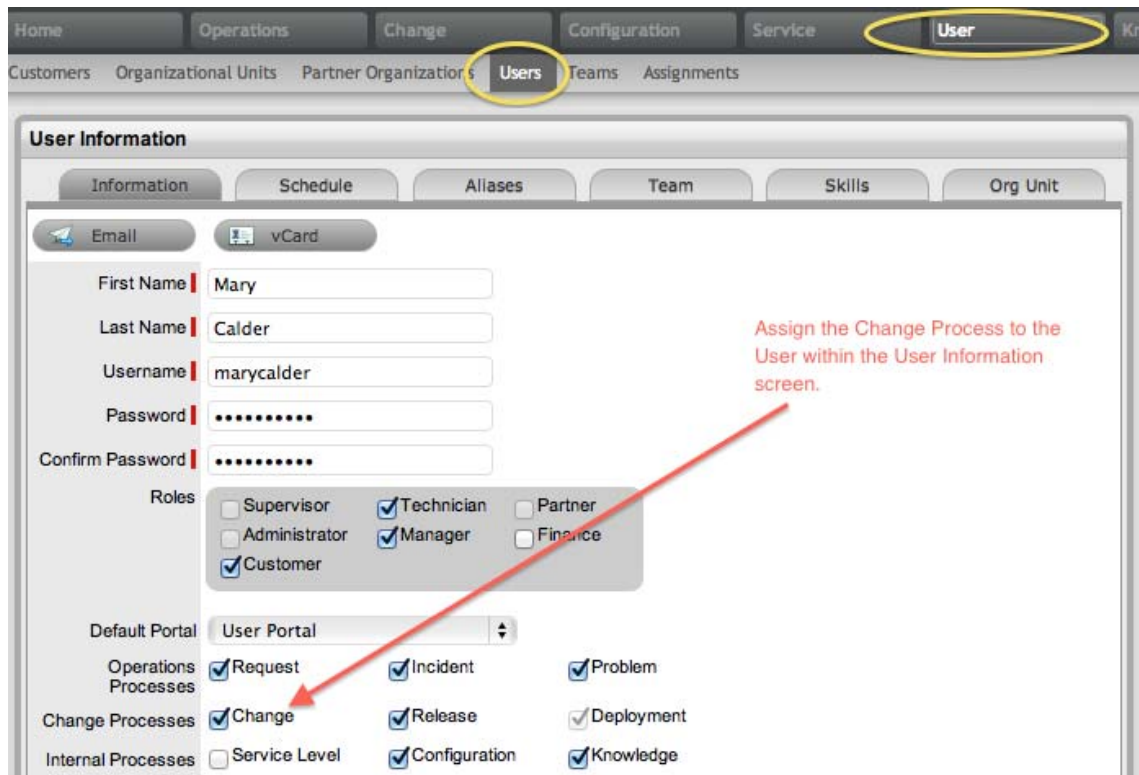 Home Operations Change Configuration Service User
Customers Organizational Units Partner Organizations Users Teams Assignments
User Information
Information Schedule Aliases Team Skills Org Unit
Email vCard
First Name Mary
Last Name Calder
Username marycalder
Password ••••••••••
Confirm Password ••••••••••
Assign the Change Process to the
User within the User Information
screen.
Roles
Supervisor Technician Partner
Administrator Manager Finance
Customer
Default Portal User Portal
Operations
Processes
Request Incident Problem
Change Processes Change Release Deployment
Internal Processes Service Level Configuration Knowledge